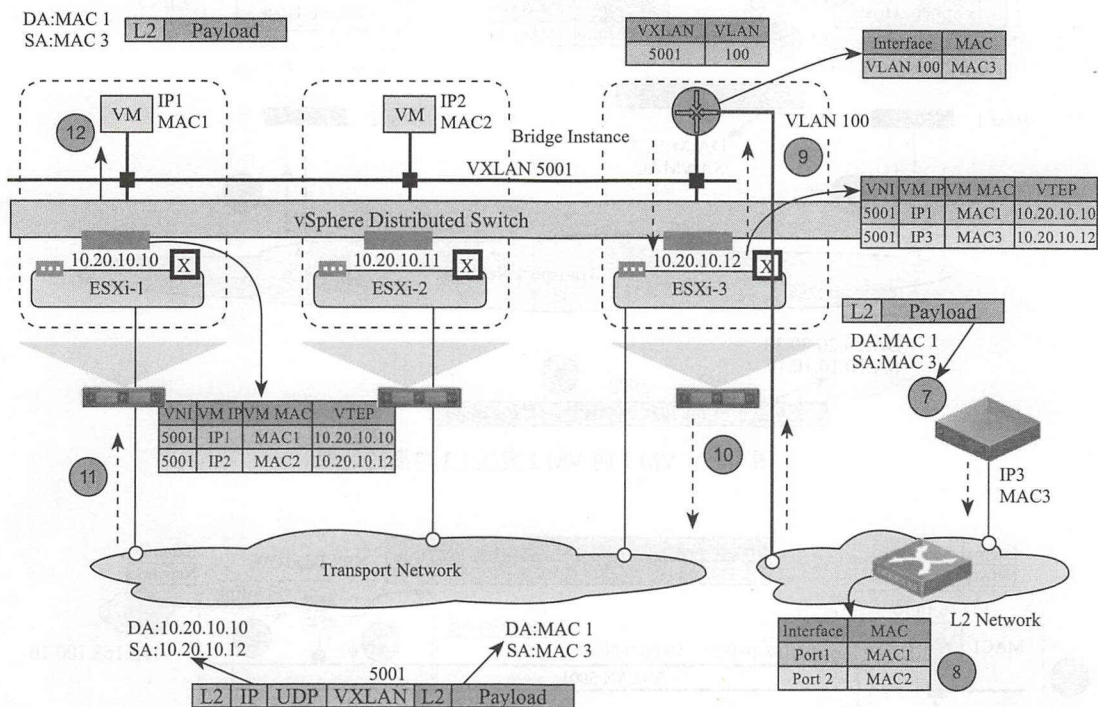 DA:MAC 1
SA:MAC 3
L2 Payload
VXLAN VLAN
5001 100
Interface MAC
VLAN 100 MAC3
VM
IP1
MAC1
12
VM
IP2
MAC2
Bridge Instance
VLAN 100
9
VXLAN 5001
VNI VM IP VM MAC VTEP
5001 IP1 MAC1 10.20.10.10
5001 IP3 MAC3 10.20.10.12
vSphere Distributed Switch
10.20.10.10 X
ESXi-1
10.20.10.11 X
ESXi-2
10.20.10.12 X
ESXi-3
L2 Payload
DA:MAC 1
SA:MAC 3
7
VNI VM IP VM MAC VTEP
5001 IP1 MAC1 10.20.10.10
5001 IP2 MAC2 10.20.10.12
11
10
IP3
MAC3
Transport Network
L2 Network
DA:10.20.10.10
SA:10.20.10.12
DA:MAC 1
SA:MAC 3
5001
L2 IP UDP VXLAN L2 Payload
Interface MAC
Port1 MAC1
Port 2 MAC2
8